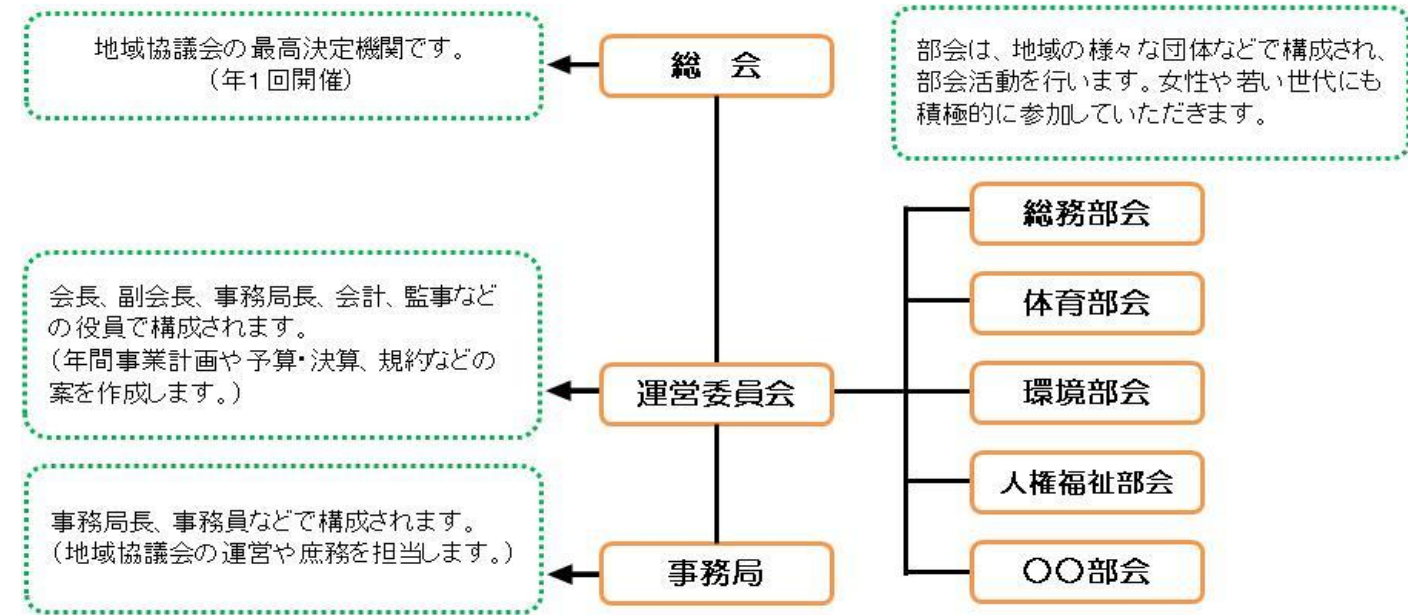 地域協議会の最高決定機関です。
(年1回開催)
総 会
部会は、地域の様々な団体などで構成され、
部会活動を行います。女性や若い世代にも
積極的に参加していただきます。
総務部会
体育部会
会長、副会長、事務局長、会計、監事など
の役員で構成されます。
(年間事業計画や予算・決算、規約などの
案を作成します。)
運営委員会
環境部会
人権福祉部会
事務局長、事務員などで構成されます。
(地域協議会の運営や庶務を担当します。)
事務局
〇〇部会